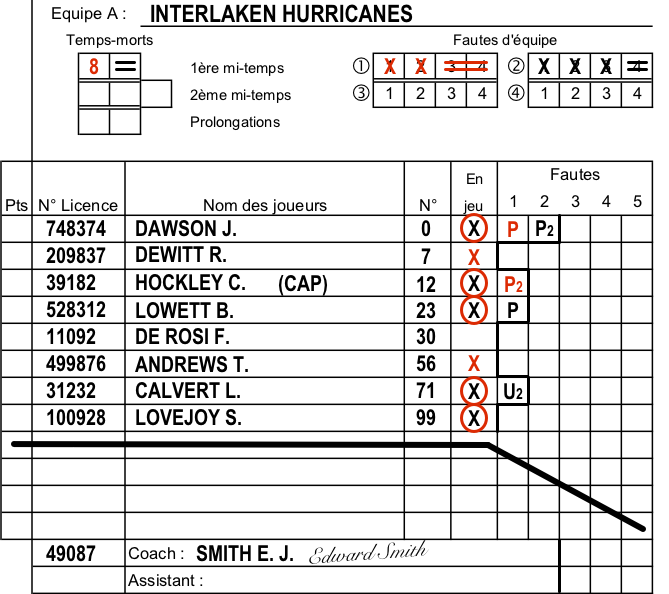 Equipe A : INTERLAKEN HURRICANES
Temps-morts Fautes d'équipe
8 = 1ère mi-temps ① X X 3 4 ② X X X 4
2ème mi-temps ③ 1 2 3 4 ④ 1 2 3 4
Prolongations
En Fautes
Pts N° Licence Nom des joueurs N° jeu 1 2 3 4 5
748374 DAWSON J. 0 X P P2
209837 DEWITT R. 7 X
39182 HOCKLEY C. (CAP) 12 X P2
528312 LOWETT B. 23 X P
11092 DE ROSI F. 30
499876 ANDREWS T. 56 X
31232 CALVERT L. 71 X U2
100928 LOVEJOY S. 99 X
49087 Coach : SMITH E. J. Edward Smith
Assistant :